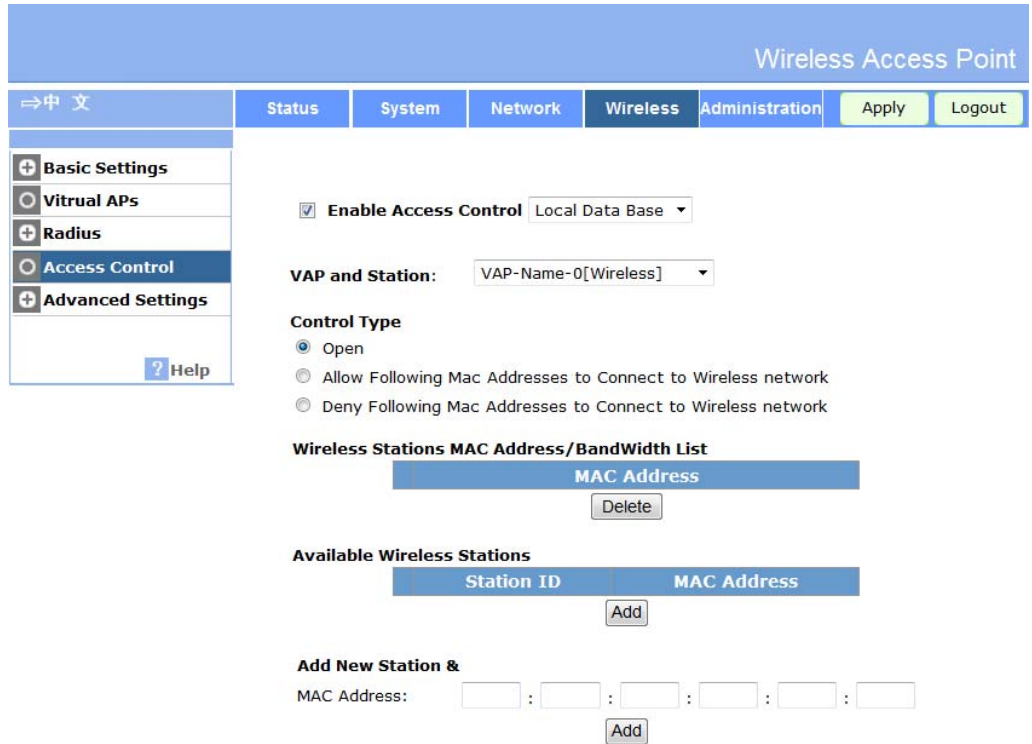 Wireless Access Point
⇒中 文
Status System Network Wireless Administration Apply Logout
Basic Settings
Vitrual APs
Radius
Access Control
Advanced Settings
? Help
Enable Access Control Local Data Base
VAP and Station: VAP-Name-0[Wireless]
Control Type
Open
Allow Following Mac Addresses to Connect to Wireless network
Deny Following Mac Addresses to Connect to Wireless network
Wireless Stations MAC Address/BandWidth List
MAC Address
Delete
Available Wireless Stations
Station ID MAC Address
Add
Add New Station &
MAC Address: : : : : :
Add